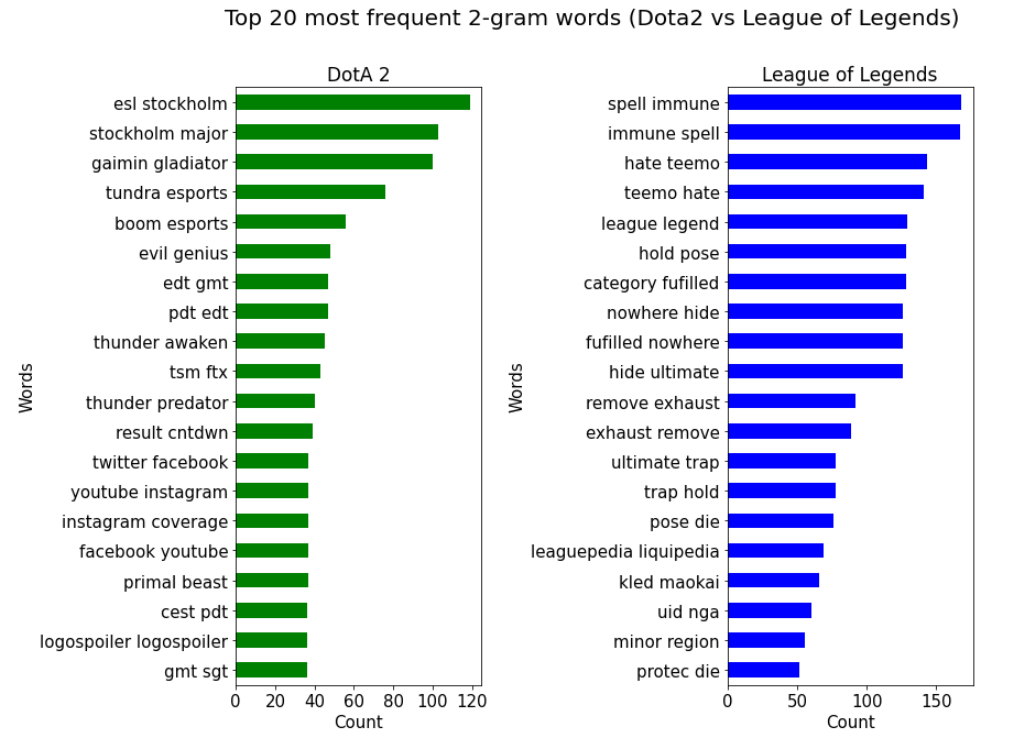 Top 20 most frequent 2-gram words (Dota2 vs League of Legends)
DotA 2
esl stockholm
stockholm major
gaimin gladiator
tundra esports
boom esports
evil genius
edt gmt
pdt edt
thunder awaken
tsm ftx
thunder predator
result cntdwn
twitter facebook
youtube instagram
instagram coverage
facebook youtube
primal beast
cest pdt
logospoiler logospoiler
gmt sgt
Words
0 20 40 60 80 100 120
Count
League of Legends
spell immune
immune spell
hate teemo
teemo hate
league legend
hold pose
category fufilled
nowhere hide
fufilled nowhere
hide ultimate
remove exhaust
exhaust remove
ultimate trap
trap hold
pose die
leaguepedia liquipedia
kled maokai
uid nga
minor region
protec die
Words
0 50 100 150
Count